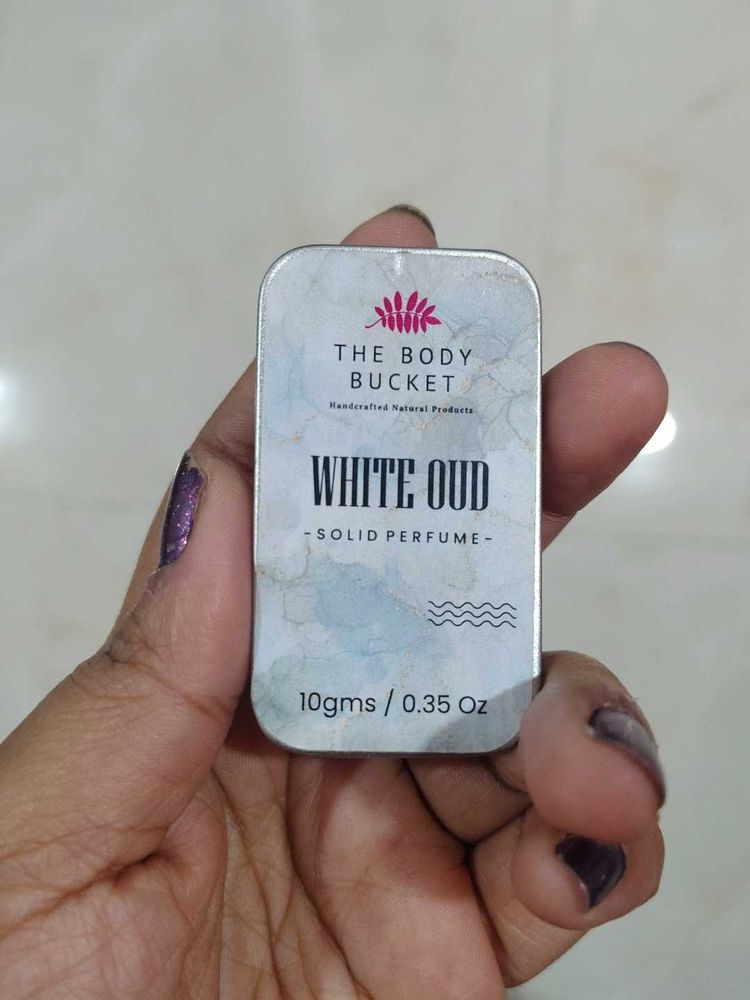 THE BODY
BUCKET
Handcrafted Natural Products
WHITE OUD
-SOLID PERFUME-
10gms / 0.35 Oz